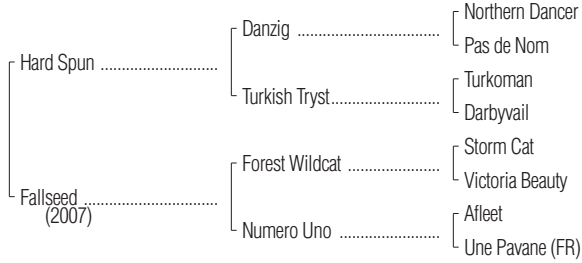 Northern Dancer
Danzig ..............................
Pas de Nom
Hard Spun .........................
Turkoman
Turkish Tryst.......................
Darbyvail
Storm Cat
Forest Wildcat ....................
Victoria Beauty
Fallseed .............................
(2007)
Afleet
Numero Uno ......................
Une Pavane (FR)